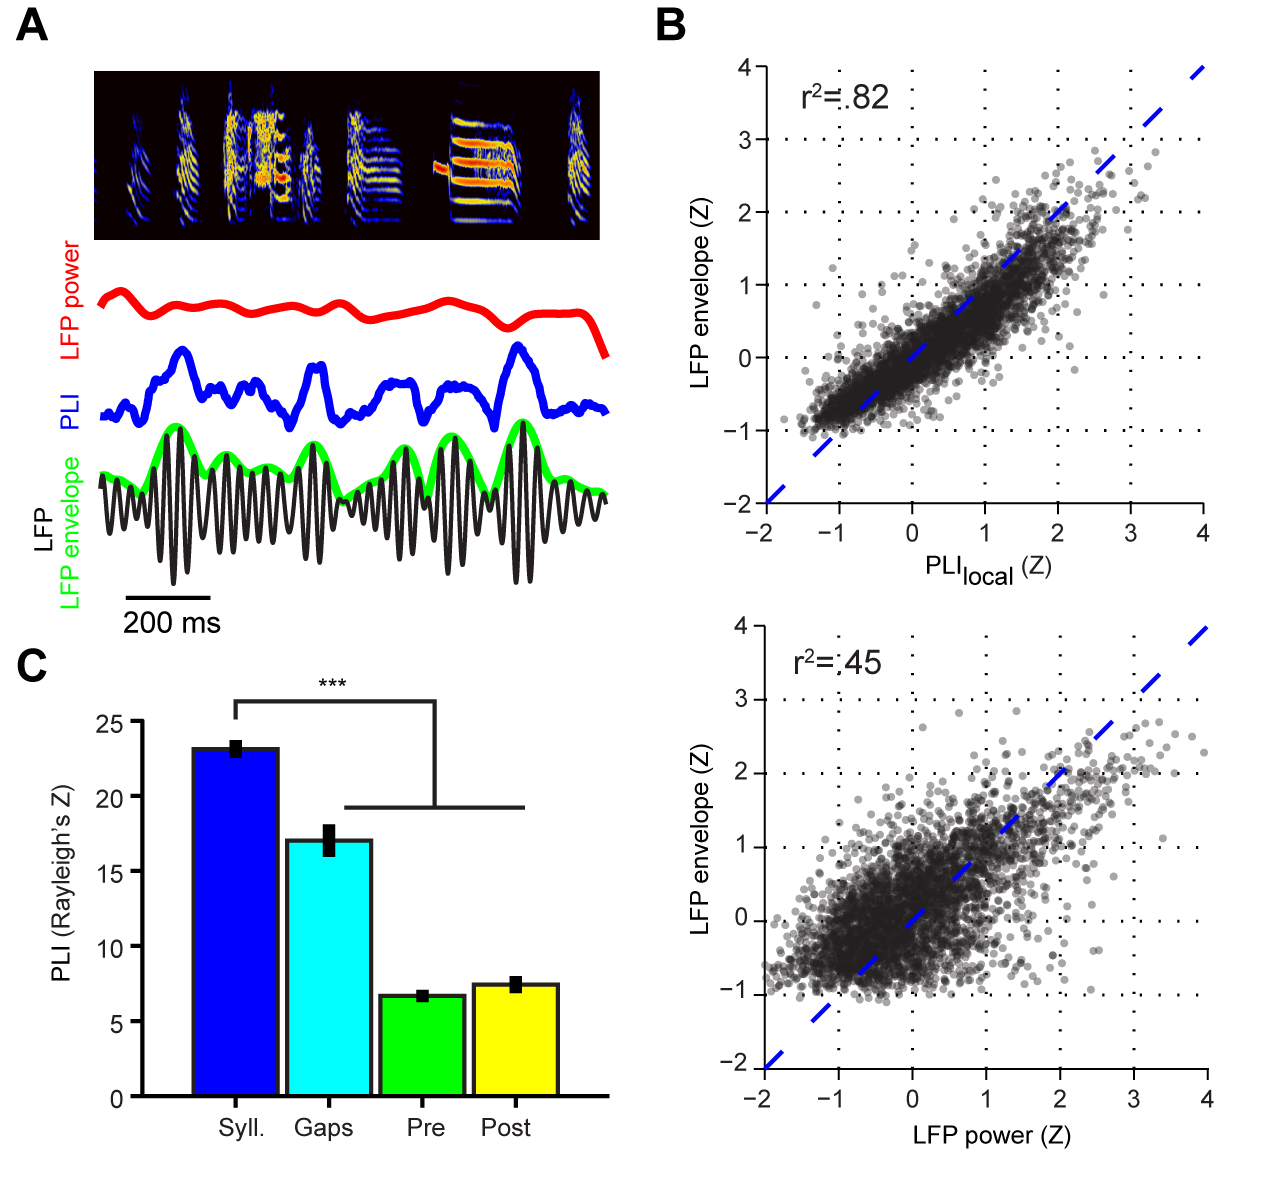 A
LFP power
PLI
LFP
LFP envelope
200 ms
B
r²=.82
4
3
2
1
0
−1
−2
LFP envelope (Z)
−2 −1 0 1 2 3 4
PLIlocal (Z)
r²=.45
4
3
2
1
0
−1
−2
LFP envelope (Z)
−2 −1 0 1 2 3 4
LFP power (Z)
C
***
25
20
15
10
5
0
PLI (Rayleigh's Z)
Syll. Gaps Pre Post